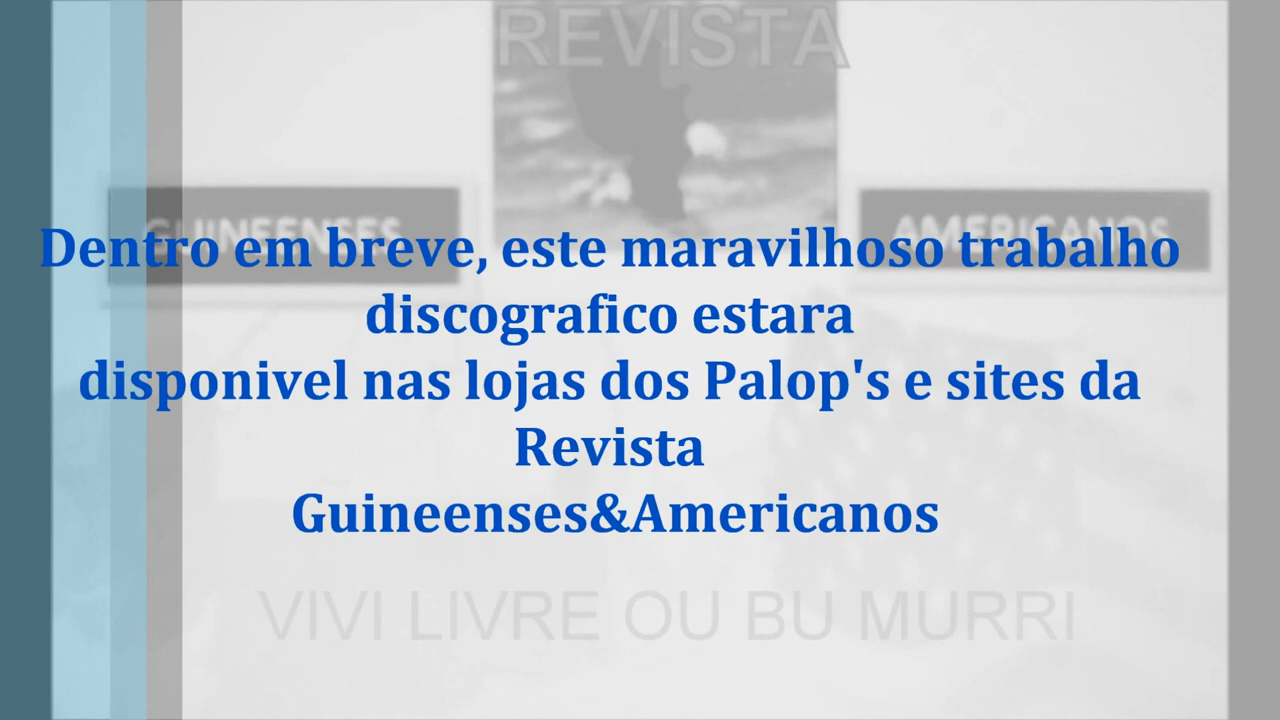 REVISTA
GUINEENSES
AMERICANOS
Dentro em breve, este maravilhoso trabalho
discografico estara
disponivel nas lojas dos Palop's e sites da
Revista
Guineenses&Americanos
VIVI LIVRE OU BU MURRI